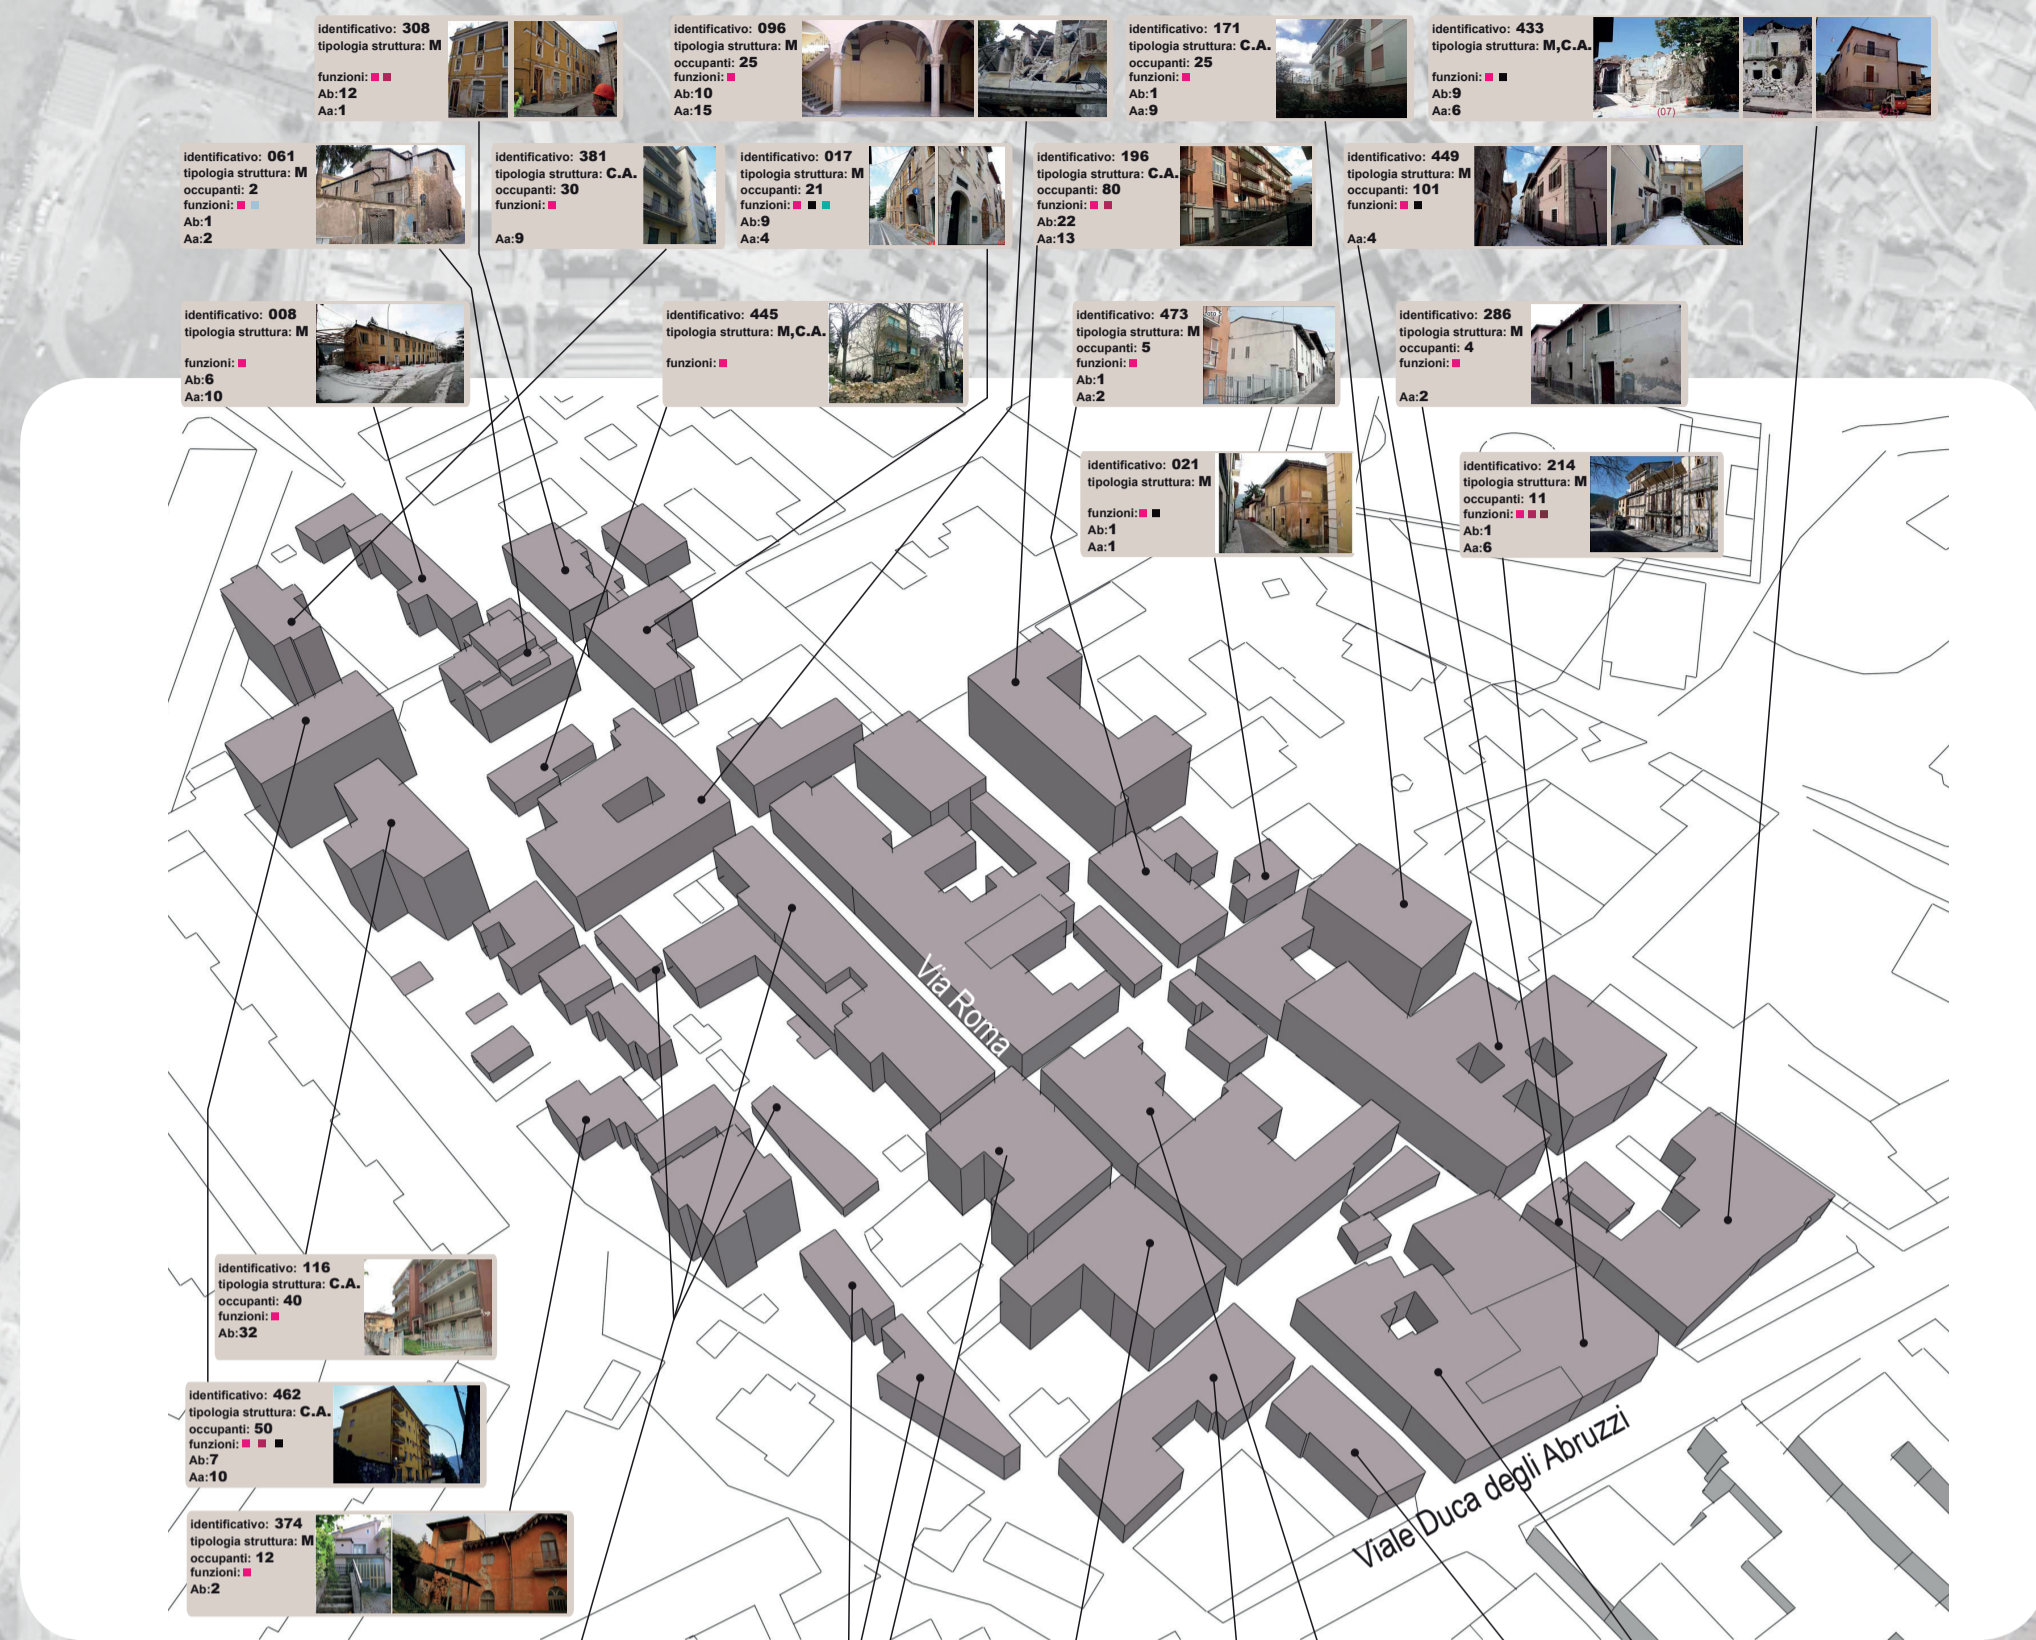 identificativo: 308
tipologia struttura: M
funzioni:
Ab:12
Aa:1
identificativo: 096
tipologia struttura: M
occupanti: 25
funzioni:
Ab:10
Aa:15
identificativo: 171
tipologia struttura: C.A.
occupanti: 25
funzioni:
Ab:1
Aa:9
identificativo: 433
tipologia struttura: M,C.A.
funzioni:
Ab:9
Aa:6
(07)
identificativo: 061
tipologia struttura: M
occupanti: 2
funzioni:
Ab:1
Aa:2
identificativo: 381
tipologia struttura: C.A.
occupanti: 30
funzioni:
Aa:9
identificativo: 017
tipologia struttura: M
occupanti: 21
funzioni:
Ab:9
Aa:4
identificativo: 196
tipologia struttura: C.A.
occupanti: 80
funzioni:
Ab:22
Aa:13
identificativo: 449
tipologia struttura: M
occupanti: 101
funzioni:
Aa:4
identificativo: 008
tipologia struttura: M
funzioni:
Ab:6
Aa:10
identificativo: 445
tipologia struttura: M,C.A.
funzioni:
identificativo: 473
tipologia struttura: M
occupanti: 5
funzioni:
Ab:1
Aa:2
identificativo: 286
tipologia struttura: M
occupanti: 4
funzioni:
Aa:2
identificativo: 021
tipologia struttura: M
funzioni:
Ab:1
Aa:1
identificativo: 214
tipologia struttura: M
occupanti: 11
funzioni:
Ab:1
Aa:6
Via Roma
identificativo: 116
tipologia struttura: C.A.
occupanti: 40
funzioni:
Ab:32
identificativo: 462
tipologia struttura: C.A.
occupanti: 50
funzioni:
Ab:7
Aa:10
Viale Duca degli Abruzzi
identificativo: 374
tipologia struttura: M
occupanti: 12
funzioni:
Ab:2